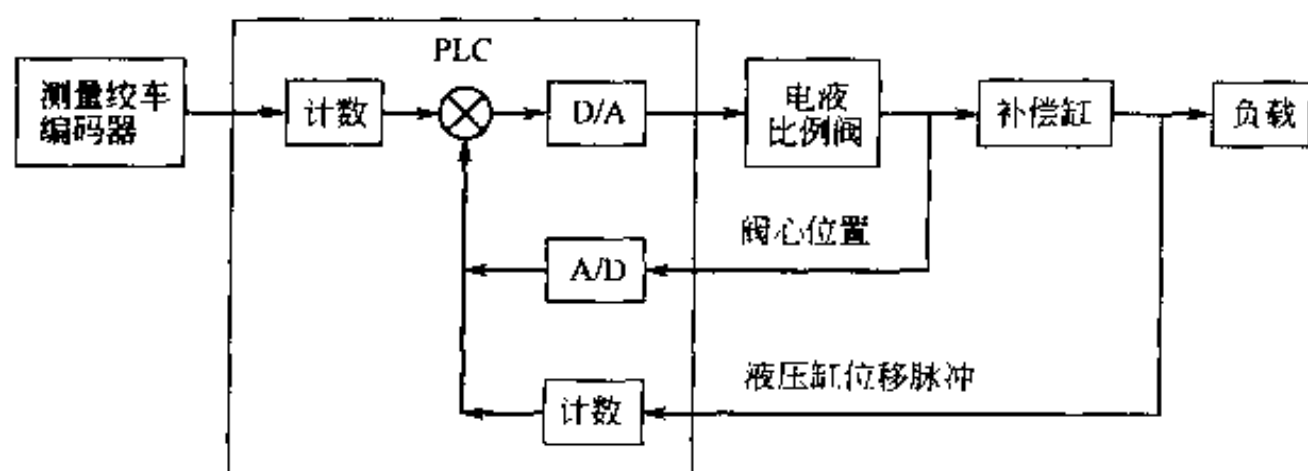 PLC
测量绞车
编码器
计数
D/A
电液
比例阀
补偿缸
负载
阀心位置
A/D
液压缸位移脉冲
计数